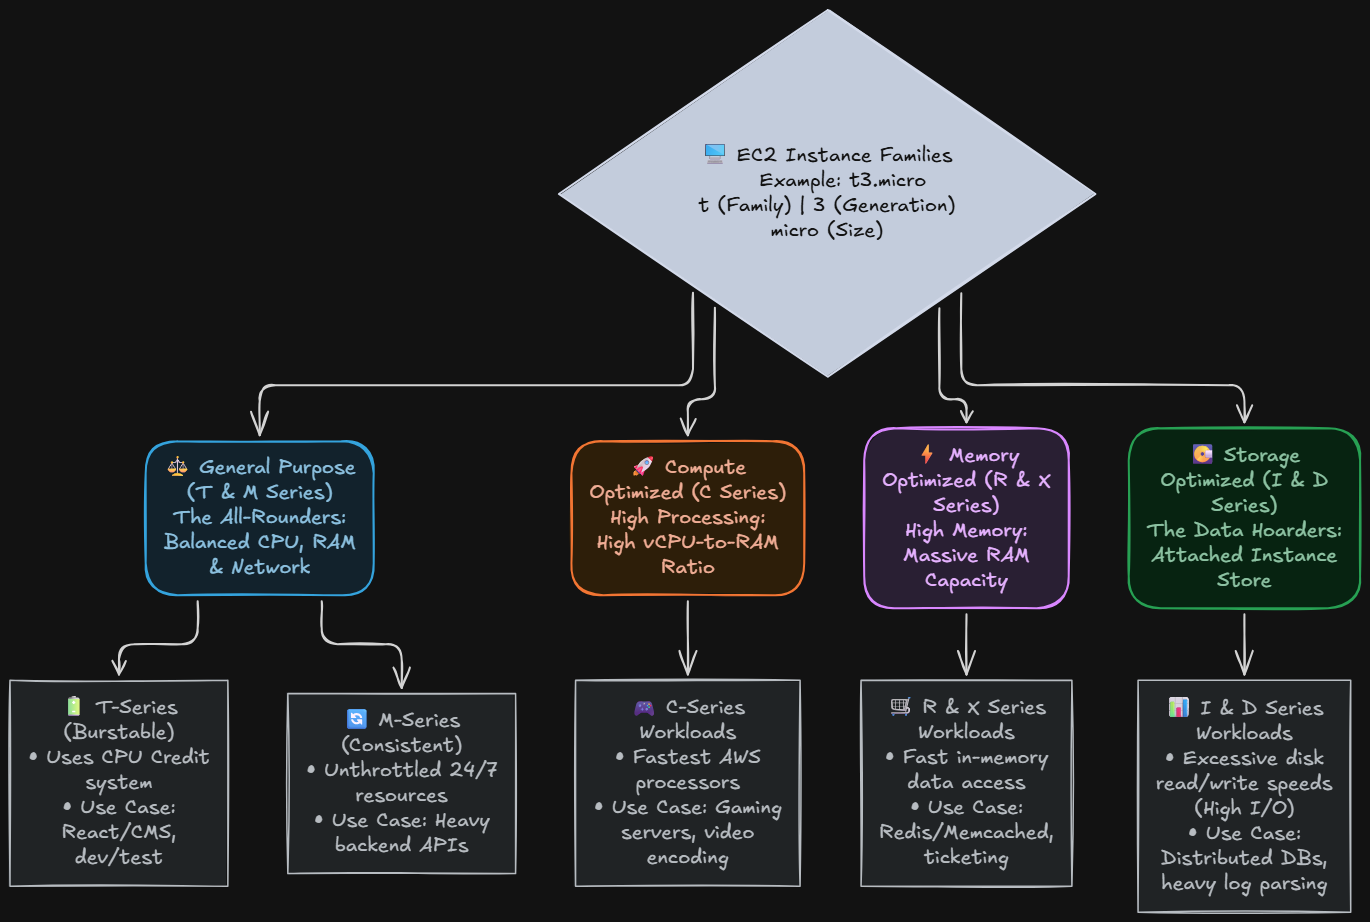 🖥️ EC2 Instance Families
Example: t3.micro
t (Family) | 3 (Generation)
micro (Size)
⚖️ General Purpose
(T & M Series)
The All-Rounders:
Balanced CPU, RAM
& Network
🚀 Compute
Optimized (C Series)
High Processing:
High vCPU-to-RAM
Ratio
⚡ Memory
Optimized (R & X
Series)
High Memory:
Massive RAM
Capacity
💽 Storage
Optimized (I & D
Series)
The Data Hoarders:
Attached Instance
Store
🔋 T-Series
(Burstable)
• Uses CPU Credit
system
• Use Case:
React/CMS,
dev/test
🔄 M-Series
(Consistent)
• Unthrottled 24/7
resources
• Use Case: Heavy
backend APIs
🎮 C-Series
Workloads
• Fastest AWS
processors
• Use Case: Gaming
servers, video
encoding
🛒 R & X Series
Workloads
• Fast in-memory
data access
• Use Case:
Redis/Memcached,
ticketing
📊 I & D Series
Workloads
• Excessive disk
read/write speeds
(High I/O)
• Use Case:
Distributed DBs,
heavy log parsing